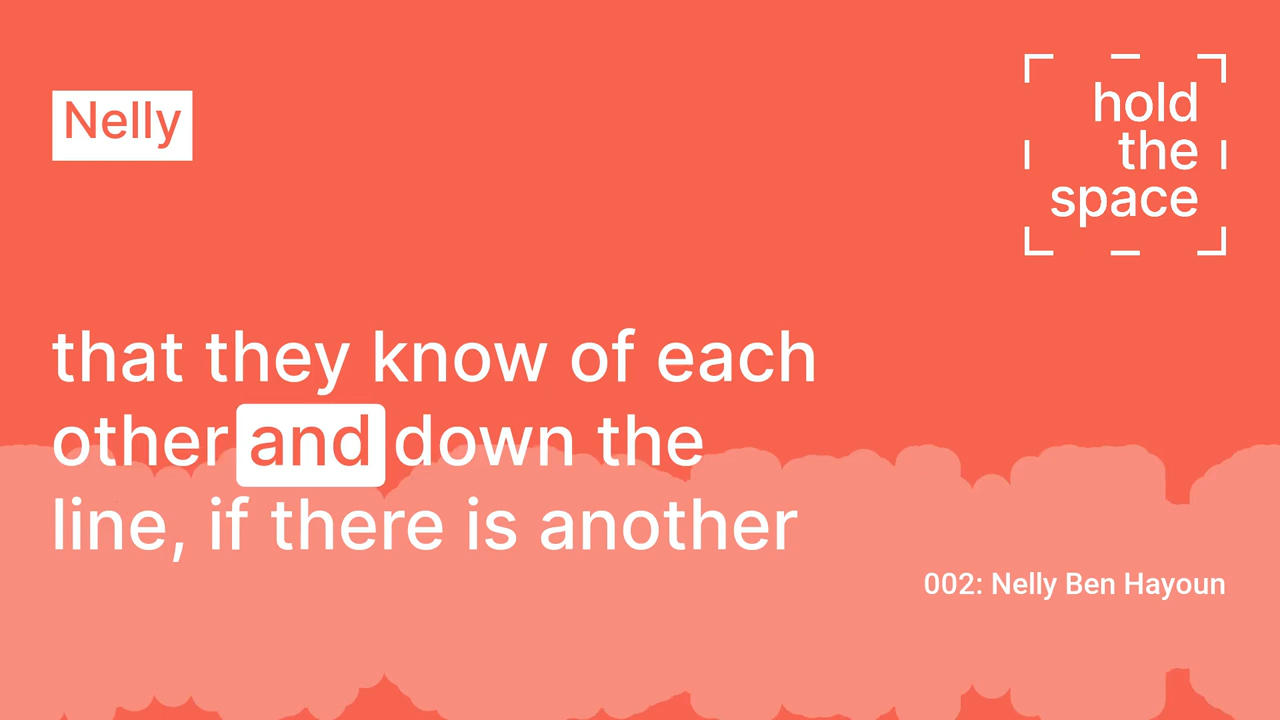 Nelly
hold
the
space
that they know of each
other and down the
line, if there is another
002: Nelly Ben Hayoun